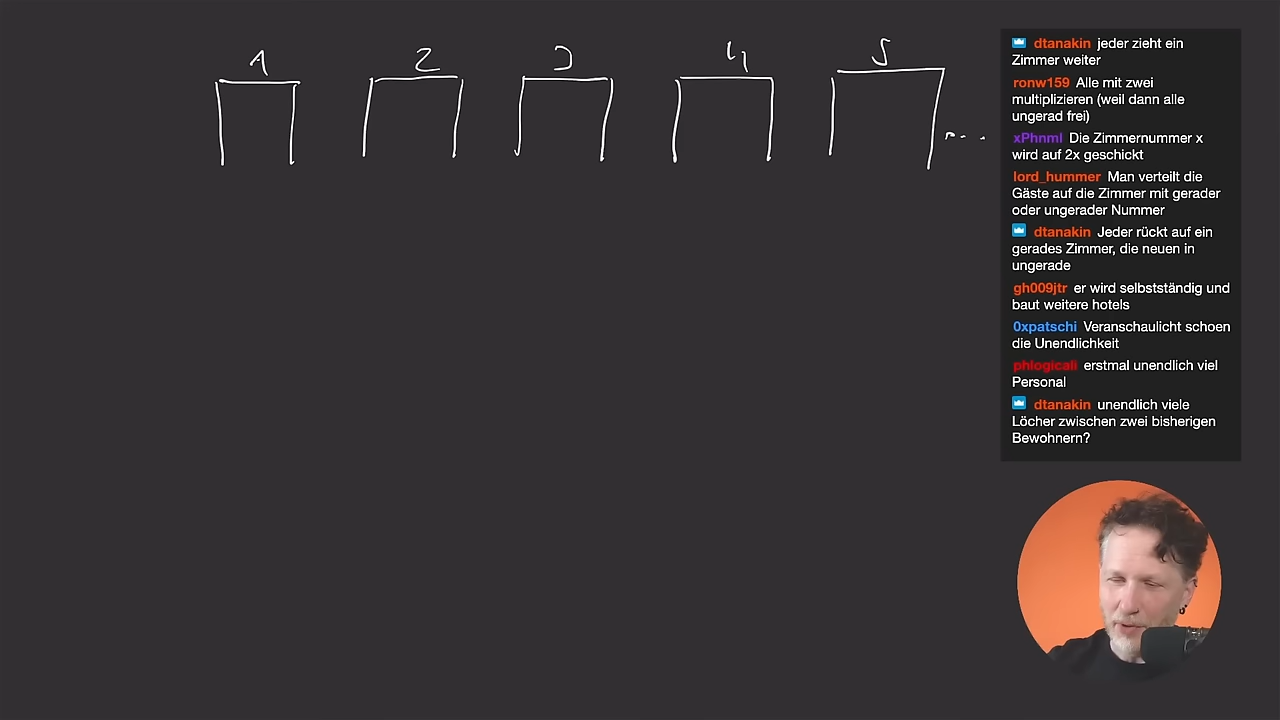 1 2 3 4 5 ...
dtanakin jeder zieht ein
Zimmer weiter
ronw159 Alle mit zwei
multiplizieren (weil dann alle
ungerad frei)
xPhnml Die Zimmernummer x
wird auf 2x geschickt
lord_hummer Man verteilt die
Gäste auf die Zimmer mit gerader
oder ungerader Nummer
dtanakin Jeder rückt auf ein
gerades Zimmer, die neuen in
ungerade
gh009jtr er wird selbstständig und
baut weitere hotels
0xpatschi Veranschaulicht schoen
die Unendlichkeit
phlogicali erstmal unendlich viel
Personal
dtanakin unendlich viele
Löcher zwischen zwei bisherigen
Bewohnern?